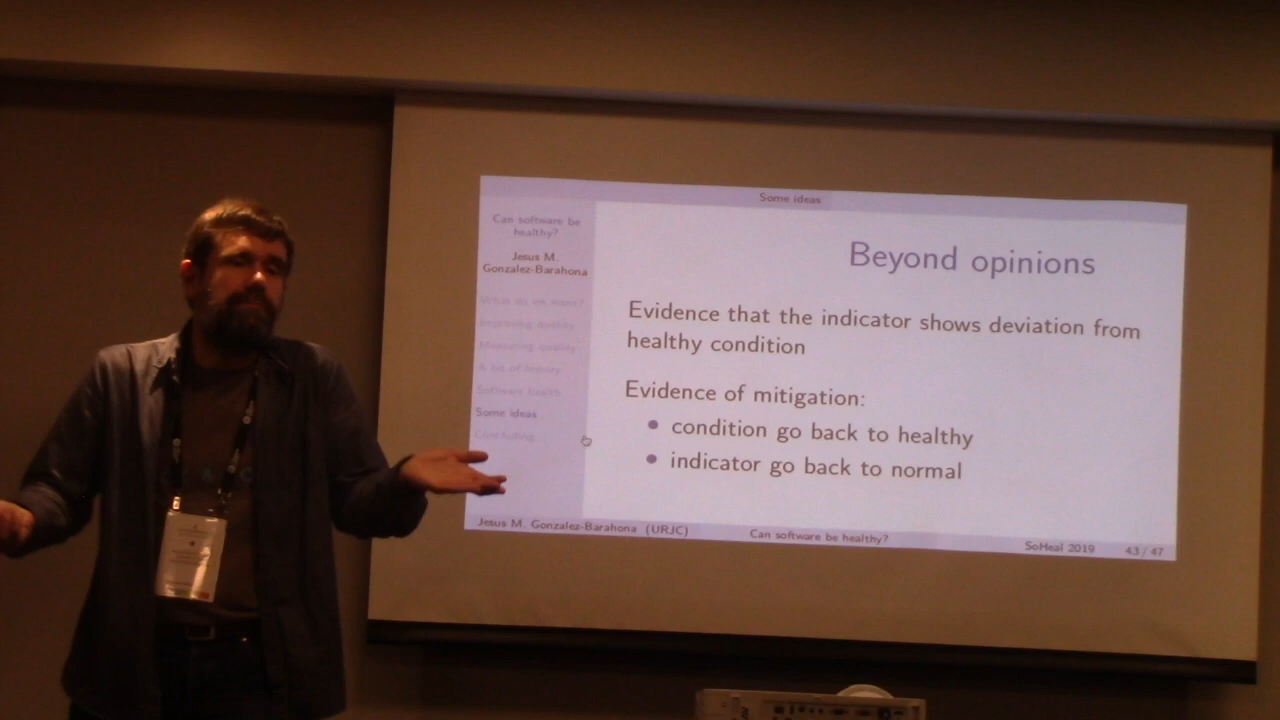 Some ideas
Can software be
healthy?
Jesus M.
Gonzalez-Barahona
What do we want?
Improving quality
Measuring quality
A bit of history
Software health
Some ideas
Concluding
Beyond opinions
Evidence that the indicator shows deviation from
healthy condition
Evidence of mitigation:
condition go back to healthy
indicator go back to normal
Jesus M. Gonzalez-Barahona (URJC)
Can software be healthy?
SoHeal 2019
43 / 47